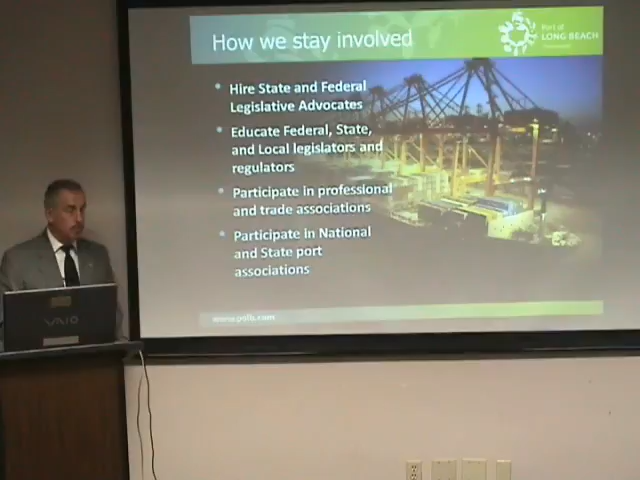 How we stay involved
Port of
LONG BEACH
• Hire State and Federal
Legislative Advocates
• Educate Federal, State,
and Local legislators and
regulators
• Participate in professional
and trade associations
• Participate in National
and State port
associations
www.polb.com
VAIO